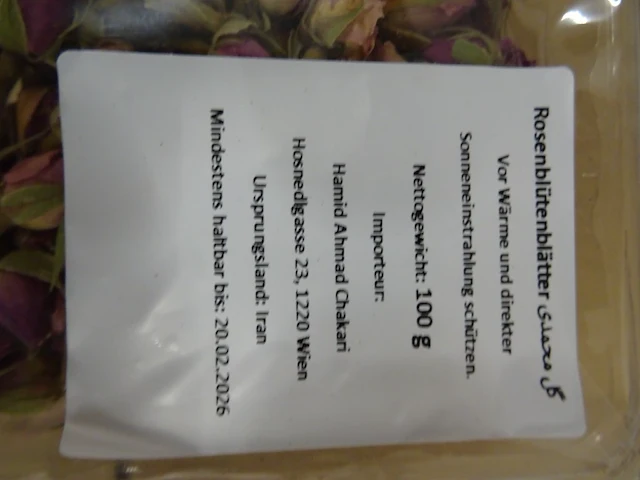 Rosenblütenblätter گل محمدی
Vor Wärme und direkter
Sonneneinstrahlung schützen.
Nettogewicht: 100 g
Importeur:
Hamid Ahmad Chakari
Hosnedlgasse 23, 1220 Wien
Ursprungsland: Iran
Mindestens haltbar bis: 20.02.2026